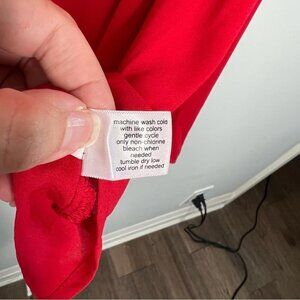 machine wash cold
with like colors
gentle cycle
only non-chlorine
bleach when
needed
tumble dry low
cool iron if needed